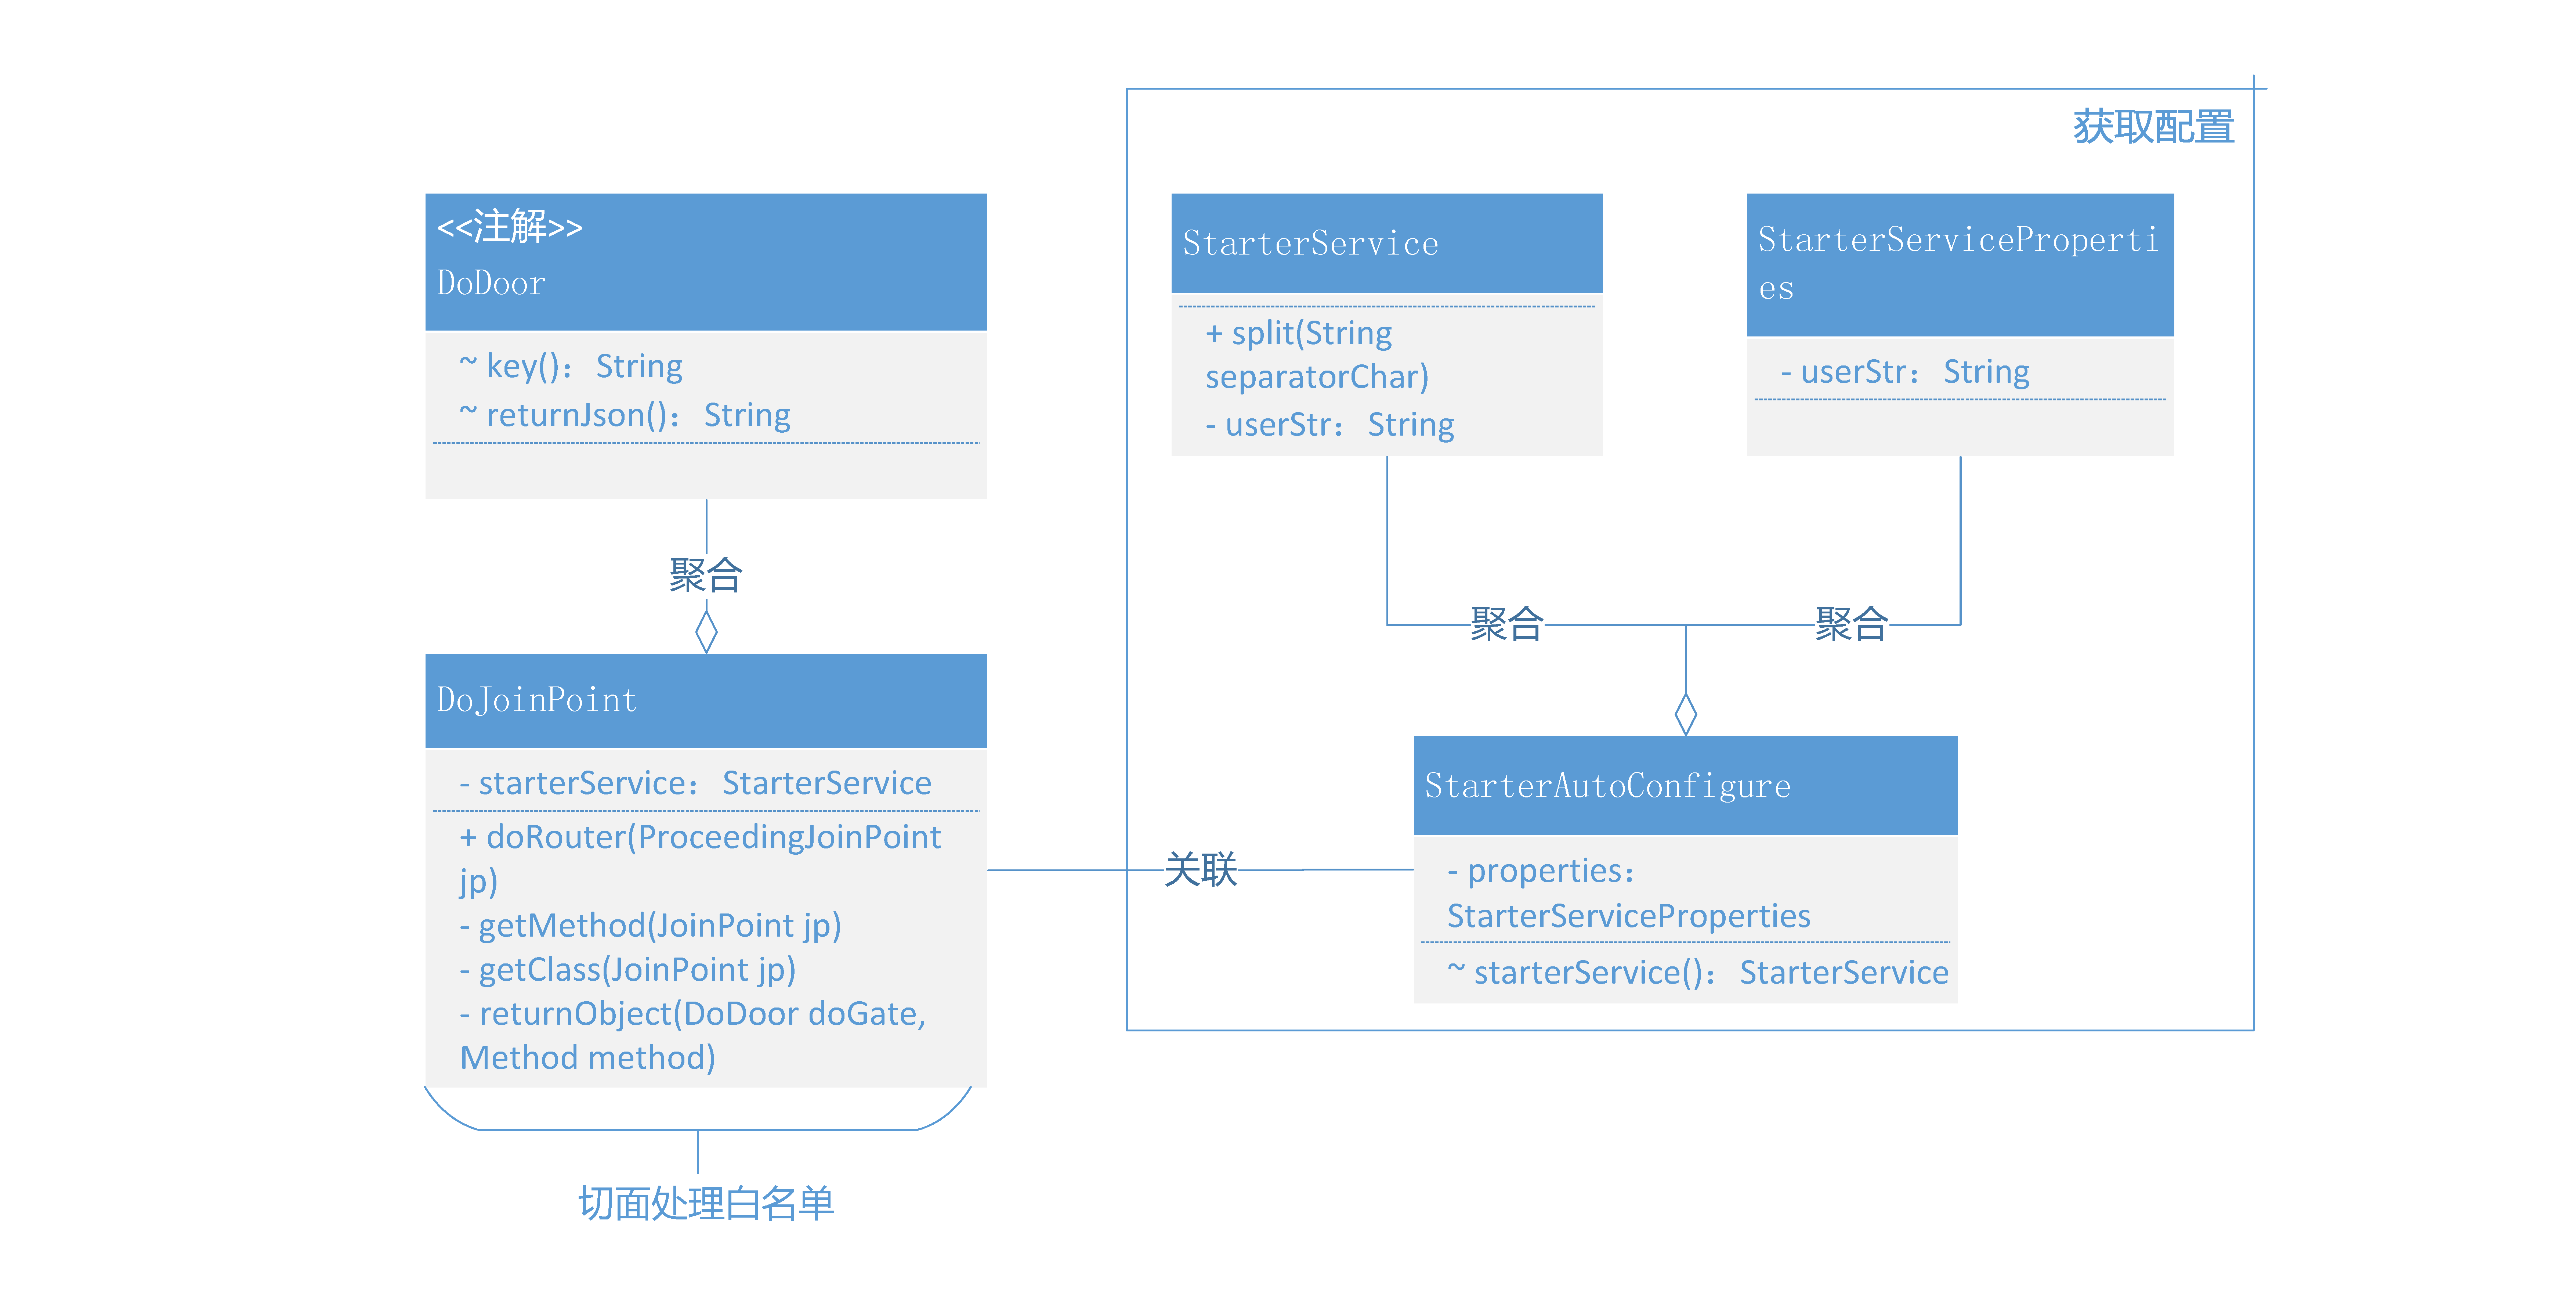 获取配置
<<注解>>
DoDoor
~ key()： String
~ returnJson()： String
StarterService
+ split(String
separatorChar)
- userStr： String
StarterServiceProperti
es
- userStr： String
聚合
聚合
聚合
DoJoinPoint
- starterService： StarterService
+ doRouter(ProceedingJoinPoint
jp)
- getMethod(JoinPoint jp)
- getClass(JoinPoint jp)
- returnObject(DoDoor doGate,
Method method)
关联
StarterAutoConfigure
- properties：
StarterServiceProperties
~ starterService()： StarterService
切面处理白名单